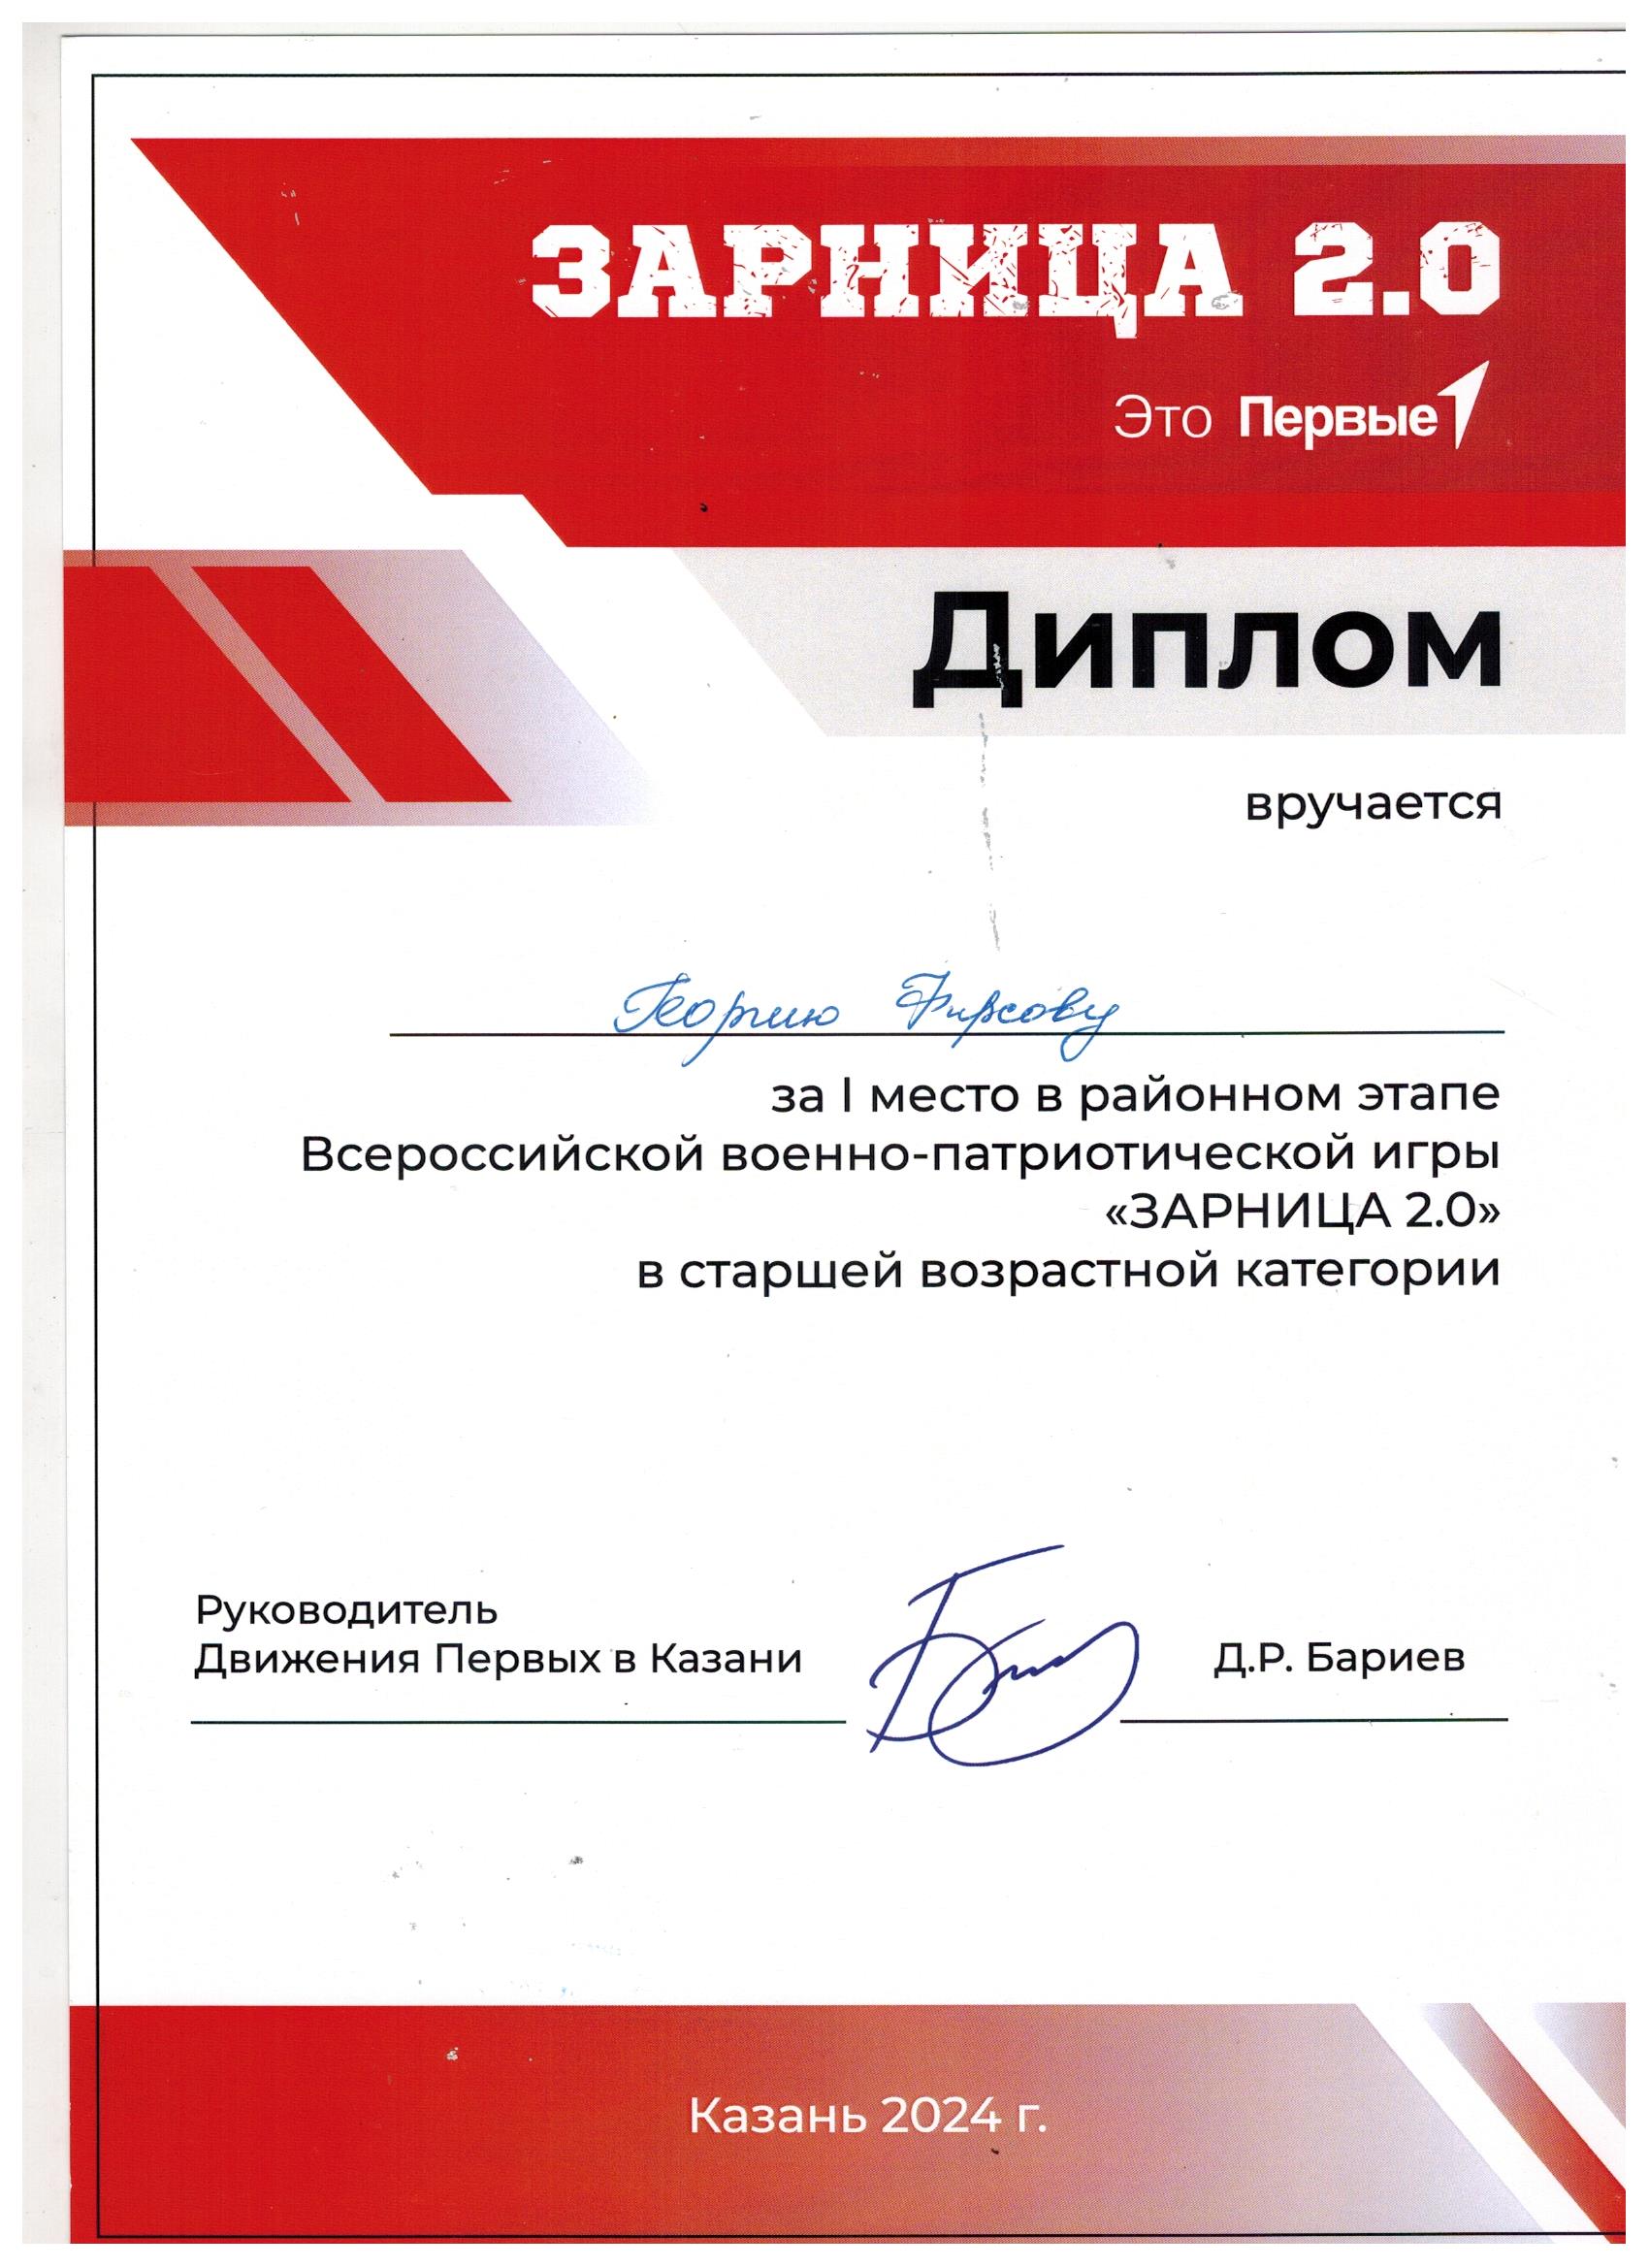 ЗАРНИЦА 2.0
Это Первые
Диплом
вручается
Георгию Фирсову
за I место в районном этапе
Всероссийской военно-патриотической игры
«ЗАРНИЦА 2.0»
в старшей возрастной категории
Руководитель
Движения Первых в Казани
Д.Р. Бариев
Казань 2024 г.